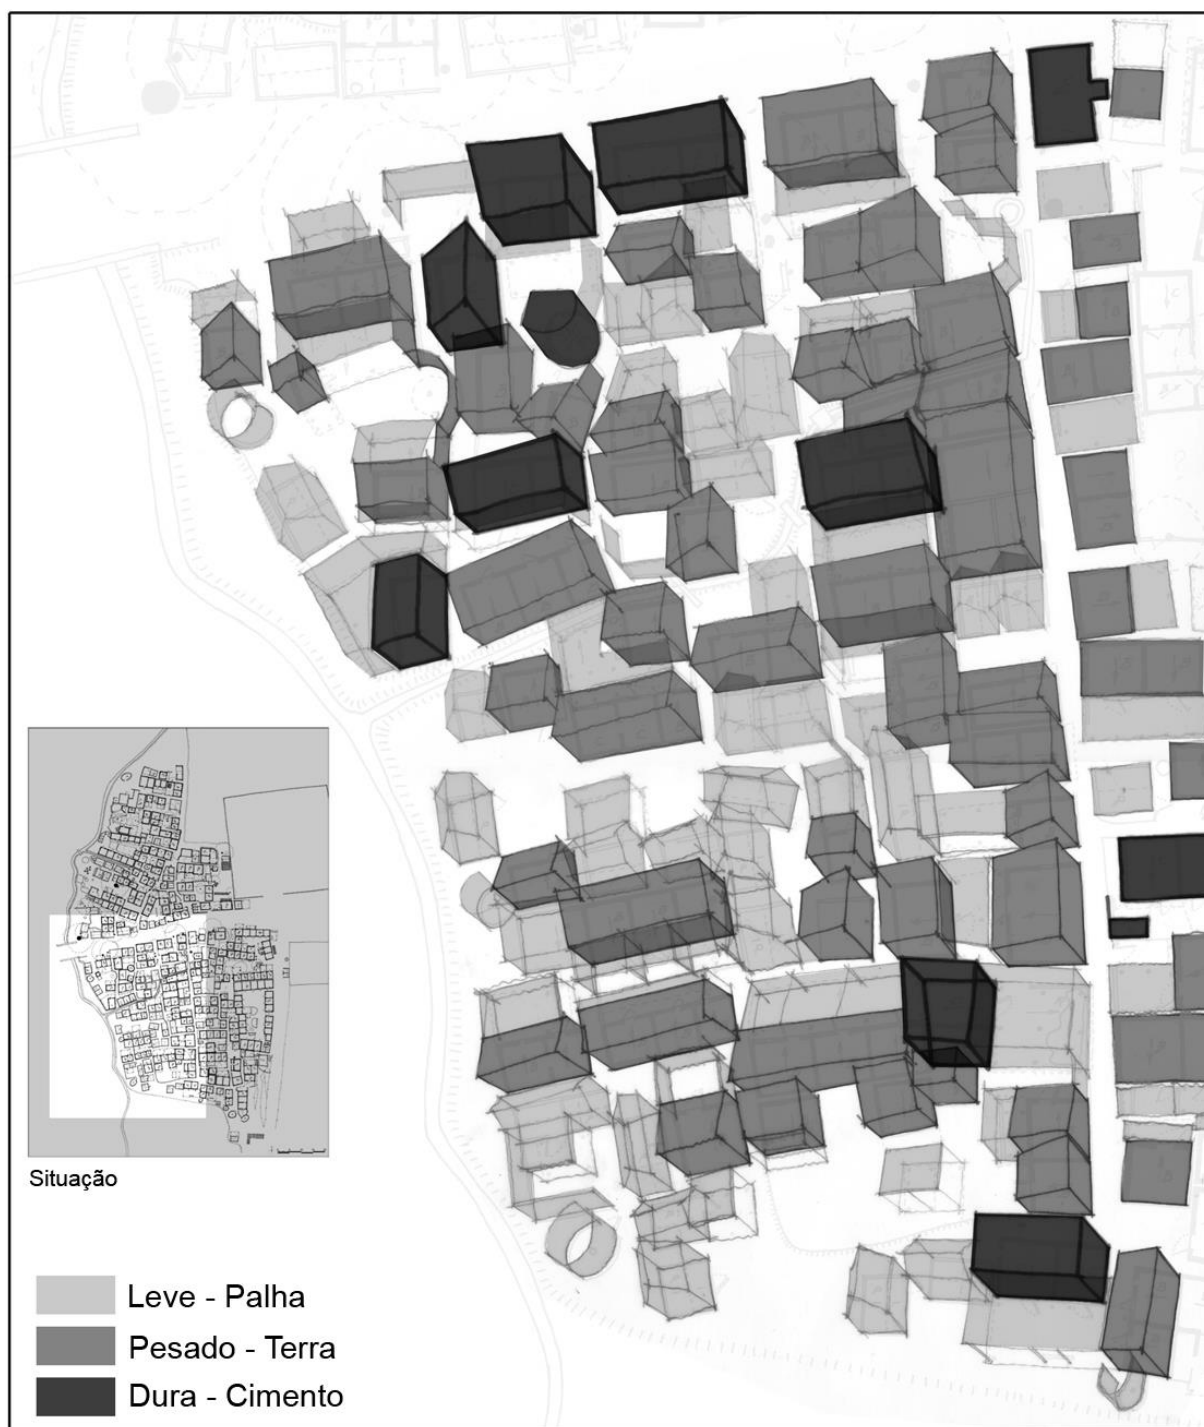 Situação
Leve - Palha
Pesado - Terra
Dura - Cimento